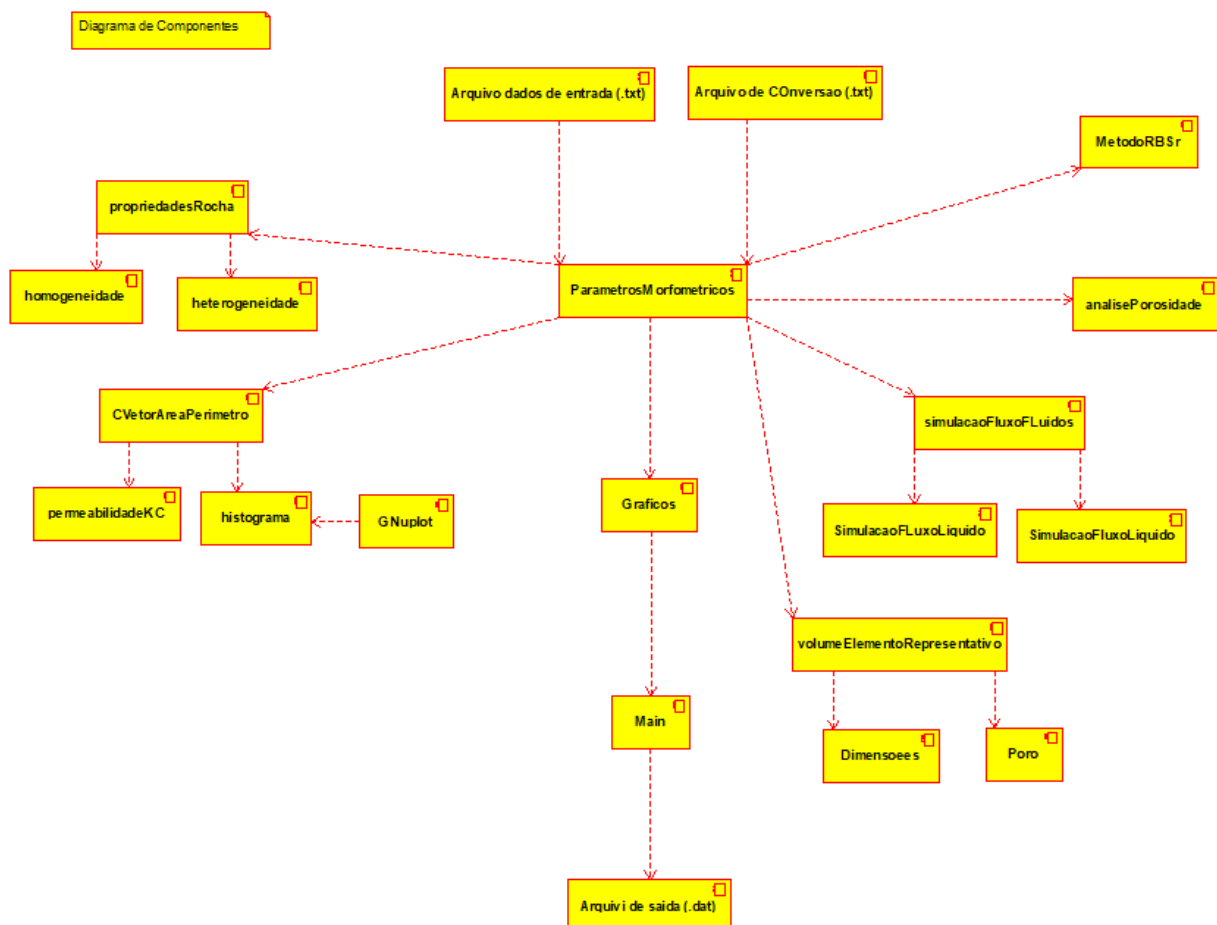 Diagrama de Componentes
Arquivo dados de entrada (.txt)
Arquivo de COnversao (.txt)
MetodoRBSr
propriedadesRocha
homogeneidade
heterogeneidade
ParametrosMorfometricos
analisePorosidade
CVetorAreaPerimetro
simulacaoFluxoFLuidos
permeabilidadeKC
histograma
GNuplot
Graficos
SimulacaoFLuxoLiquido
SimulacaoFluxoLiquido
volumeElementoRepresentativo
Main
Dimensoees
Poro
Arquivi de saida (.dat)